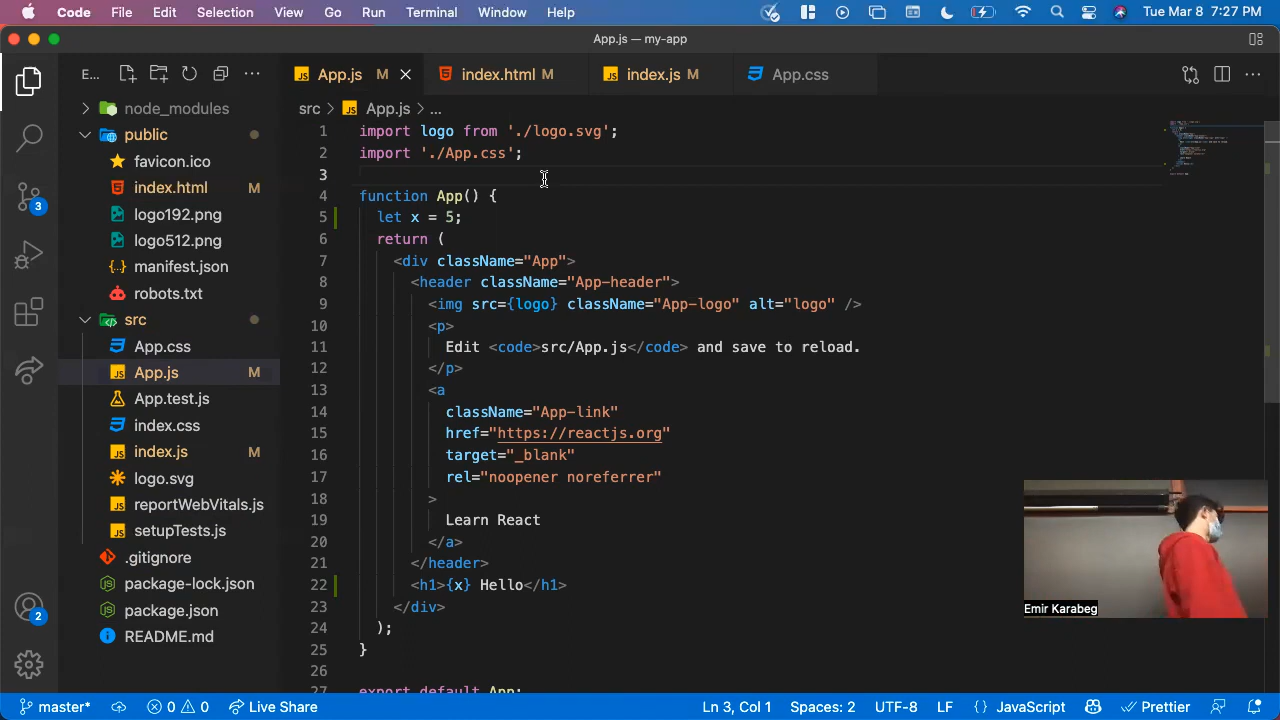 Code File Edit Selection View Go Run Terminal Window Help Tue Mar 8 7:27 PM
App.js — my-app
E... App.js M index.html M index.js M App.css
node_modules
public
favicon.ico
index.html
logo192.png
logo512.png
manifest.json
robots.txt
src
App.css
App.js M
App.test.js
index.css
index.js M
logo.svg
reportWebVitals.js
setupTests.js
.gitignore
package-lock.json
package.json
README.md
3
2
src > App.js > ...
1 import logo from './logo.svg';
2 import './App.css';
3
4 function App() {
5 let x = 5;
6 return (
7 <div className="App">
8 <header className="App-header">
9 <img src={logo} className="App-logo" alt="logo" />
10 <p>
11 Edit <code>src/App.js</code> and save to reload.
12 </p>
13 <a
14 className="App-link"
15 href="https://reactjs.org"
16 target="_blank"
17 rel="noopener noreferrer"
18 >
19 Learn React
20 </a>
21 </header>
22 <h1>{x} Hello</h1>
23 </div>
24 );
25 }
26
27 export default App;
Emir Karabeg
master* 0 0 Live Share Ln 3, Col 1 Spaces: 2 UTF-8 LF {} JavaScript Prettier